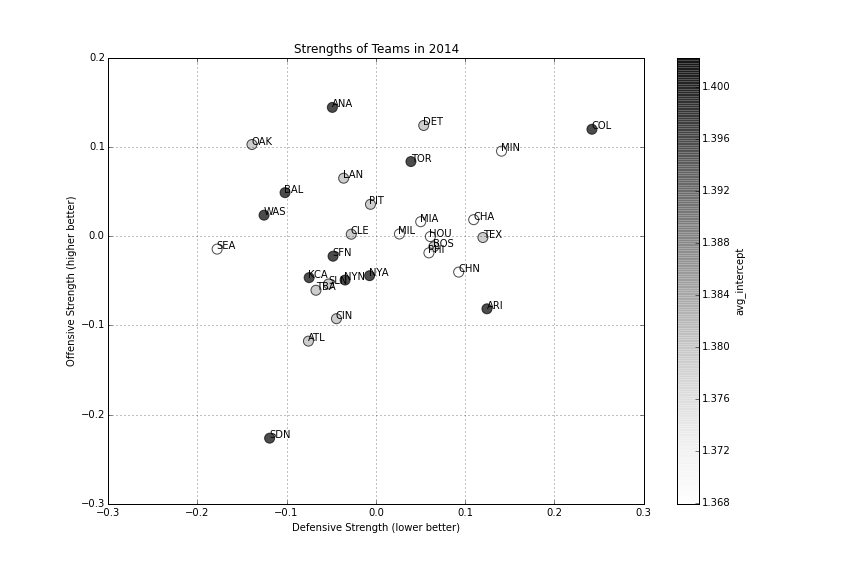 Strengths of Teams in 2014
0.2
0.1
0.0
−0.1
−0.2
−0.3
Offensive Strength (higher better)
ANA
DET
COL
OAK
MIN
TOR
LAN
BAL
PIT
WAS
MIA
CHA
CLE
MIL
HOU
TEX
SEA
BOS
PHI
SFN
KCA
SLN
NYN
NYA
CHN
TBA
ARI
CIN
ATL
SDN
−0.3 −0.2 −0.1 0.0 0.1 0.2 0.3
Defensive Strength (lower better)
1.400
1.396
1.392
1.388
1.384
1.380
1.376
1.372
1.368
avg_intercept